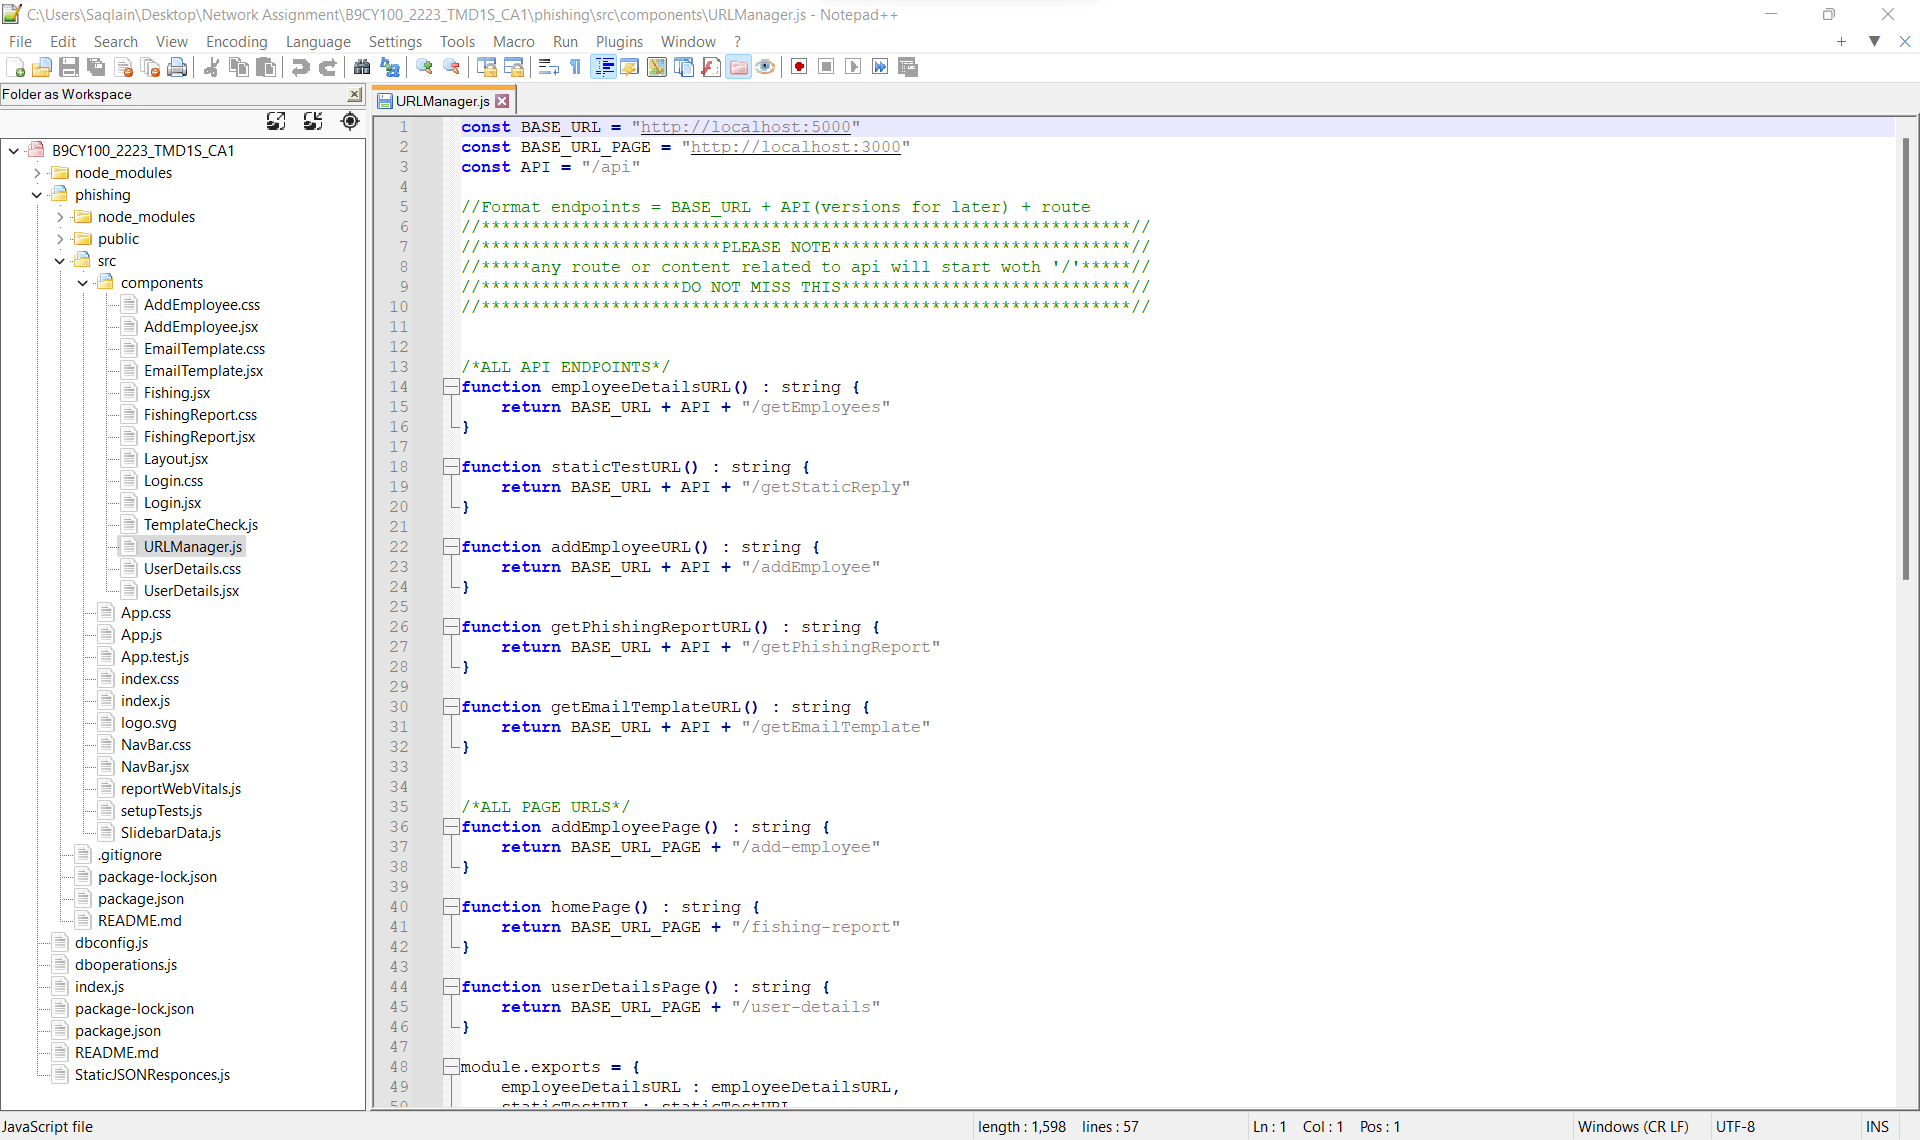 C:\Users\Saqlain\Desktop\Network Assignment\B9CY100_2223_TMD1S_CA1\phishing\src\components\URLManager.js - Notepad++
File Edit Search View Encoding Language Settings Tools Macro Run Plugins Window ?
Folder as Workspace
B9CY100_2223_TMD1S_CA1
node_modules
phishing
node_modules
public
src
components
AddEmployee.css
AddEmployee.jsx
EmailTemplate.css
EmailTemplate.jsx
Fishing.jsx
FishingReport.css
FishingReport.jsx
Layout.jsx
Login.css
Login.jsx
TemplateCheck.js
URLManager.js
UserDetails.css
UserDetails.jsx
App.css
App.js
App.test.js
index.css
index.js
logo.svg
NavBar.css
NavBar.jsx
reportWebVitals.js
setupTests.js
SlidebarData.js
.gitignore
package-lock.json
package.json
README.md
dbconfig.js
dboperations.js
index.js
package-lock.json
package.json
README.md
StaticJSONResponces.js
URLManager.js
1 const BASE_URL = "http://localhost:5000"
2 const BASE_URL_PAGE = "http://localhost:3000"
3 const API = "/api"
4
5 //Format endpoints = BASE_URL + API(versions for later) + route
6 //*****************************************************************//
7 //************************PLEASE NOTE******************************//
8 //*****any route or content related to api will start woth '/'*****//
9 //********************DO NOT MISS THIS*****************************//
10 //*****************************************************************//
11
12
13 /*ALL API ENDPOINTS*/
14 function employeeDetailsURL() : string {
15 return BASE_URL + API + "/getEmployees"
16 }
17
18 function staticTestURL() : string {
19 return BASE_URL + API + "/getStaticReply"
20 }
21
22 function addEmployeeURL() : string {
23 return BASE_URL + API + "/addEmployee"
24 }
25
26 function getPhishingReportURL() : string {
27 return BASE_URL + API + "/getPhishingReport"
28 }
29
30 function getEmailTemplateURL() : string {
31 return BASE_URL + API + "/getEmailTemplate"
32 }
33
34
35 /*ALL PAGE URLS*/
36 function addEmployeePage() : string {
37 return BASE_URL_PAGE + "/add-employee"
38 }
39
40 function homePage() : string {
41 return BASE_URL_PAGE + "/fishing-report"
42 }
43
44 function userDetailsPage() : string {
45 return BASE_URL_PAGE + "/user-details"
46 }
47
48 module.exports = {
49 employeeDetailsURL : employeeDetailsURL,
50 staticTestURL : staticTestURL
JavaScript file length : 1,598 lines : 57 Ln : 1 Col : 1 Pos : 1 Windows (CR LF) UTF-8 INS